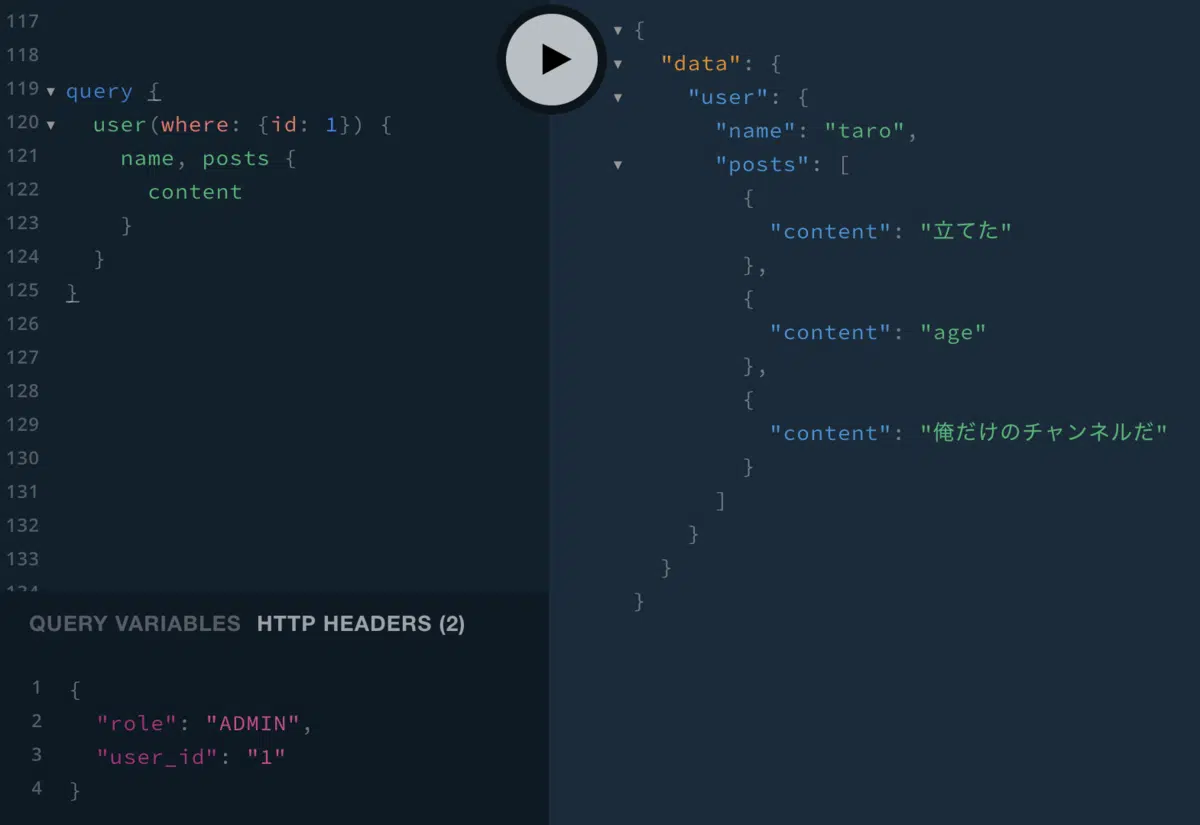 117
118
119 query {
120 user(where: {id: 1}) {
121 name, posts {
122 content
123 }
124 }
125 }
126
127
128
129
130
131
132
133
QUERY VARIABLES HTTP HEADERS (2)
1 {
2 "role": "ADMIN",
3 "user_id": "1"
4 }
{
"data": {
"user": {
"name": "taro",
"posts": [
{
"content": "立てた"
},
{
"content": "age"
},
{
"content": "俺だけのチャンネルだ"
}
]
}
}
}